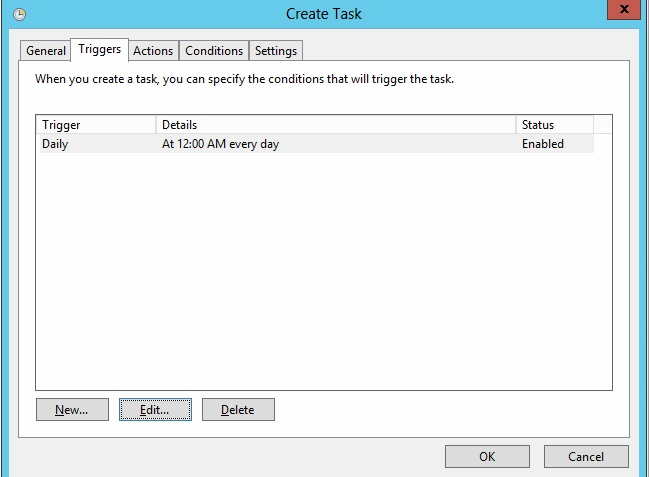 Create Task
x
General Triggers Actions Conditions Settings
When you create a task, you can specify the conditions that will trigger the task.
Trigger Details Status
Daily At 12:00 AM every day Enabled
New... Edit... Delete
OK Cancel